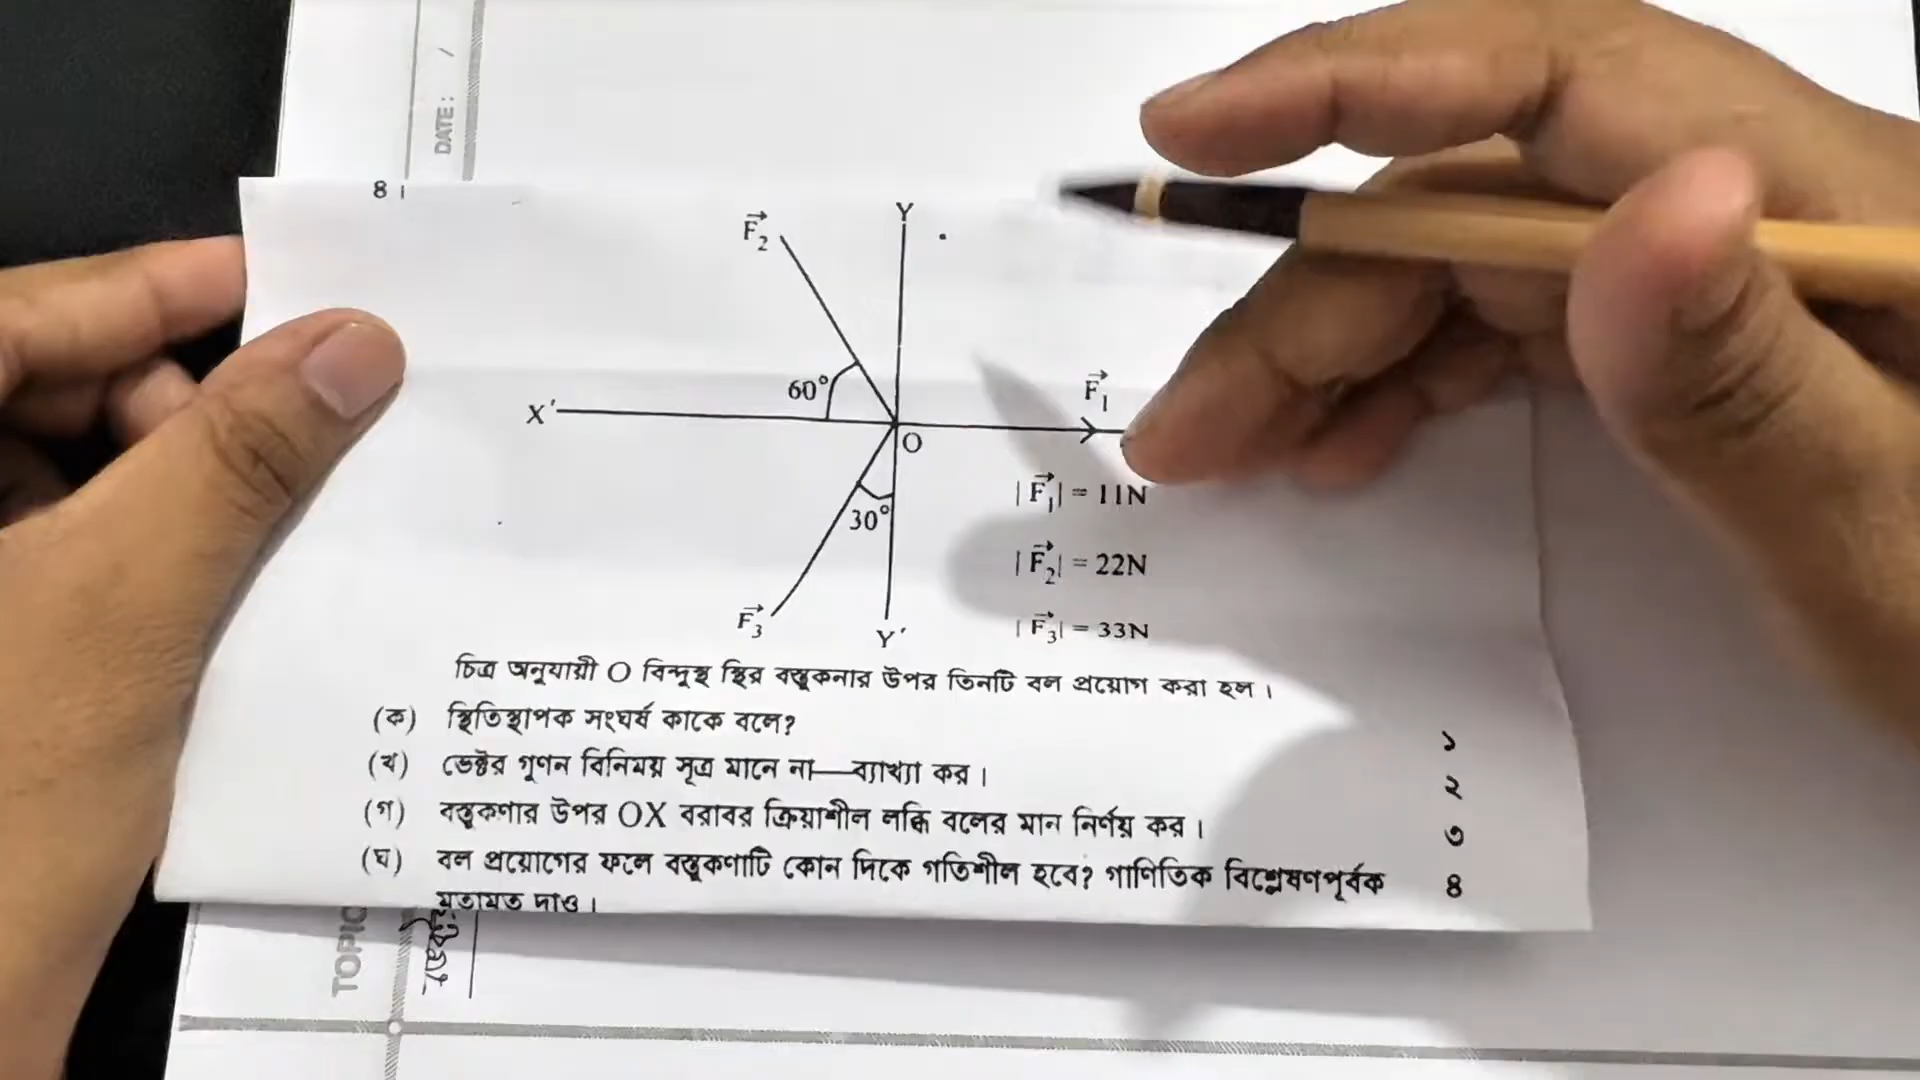 DATE: /
8।
F₂
Y
60°
F₁
X'
O
|F₁| = 11N
30°
|F₂| = 22N
F₃
Y'
|F₃| = 33N
চিত্র অনুযায়ী O বিন্দুস্থ স্থির বস্তুকনার উপর তিনটি বল প্রয়োগ করা হল।
(ক) স্থিতিস্থাপক সংঘর্ষ কাকে বলে? ১
(খ) ভেক্টর গুণন বিনিময় সূত্র মানে না—ব্যাখ্যা কর। ২
(গ) বস্তুকণার উপর OX বরাবর ক্রিয়াশীল লব্ধি বলের মান নির্ণয় কর। ৩
(ঘ) বল প্রয়োগের ফলে বস্তুকণাটি কোন দিকে গতিশীল হবে? গাণিতিক বিশ্লেষণপূর্বক ৪
মতামত দাও।
TOPIC